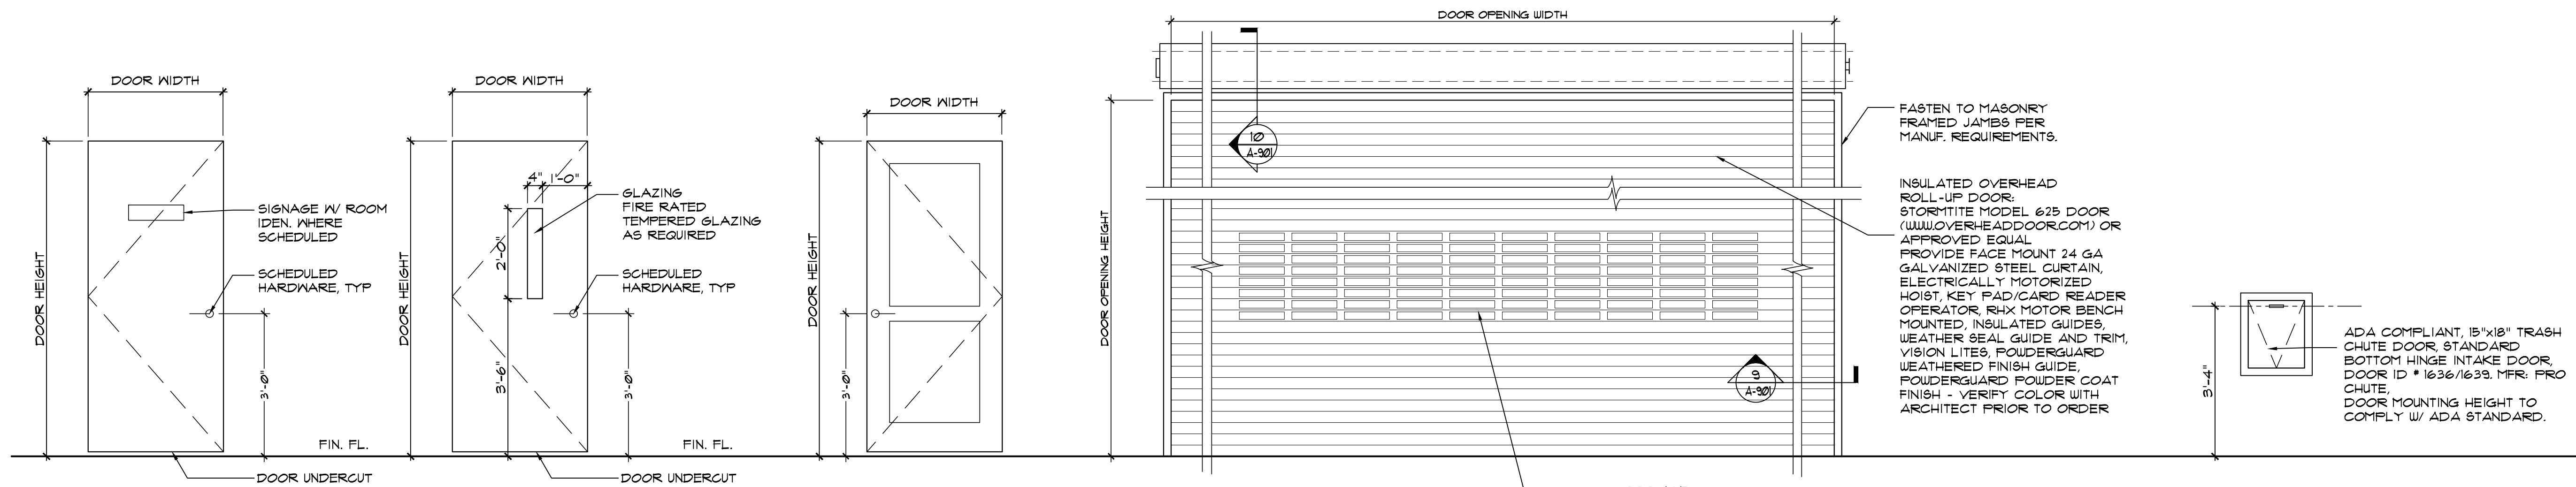 DOOR WIDTH
DOOR HEIGHT
SIGNAGE W/ ROOM
IDEN. WHERE
SCHEDULED
SCHEDULED
HARDWARE, TYP
3'-0"
FIN. FL.
DOOR UNDERCUT
DOOR WIDTH
DOOR HEIGHT
4"
1'-0"
2'-0"
3'-6"
GLAZING
FIRE RATED
TEMPERED GLAZING
AS REQUIRED
SCHEDULED
HARDWARE, TYP
3'-0"
FIN. FL.
DOOR UNDERCUT
DOOR WIDTH
DOOR HEIGHT
3'-0"
DOOR OPENING WIDTH
DOOR OPENING HEIGHT
10
A-901
9
A-901
FASTEN TO MASONRY
FRAMED JAMBS PER
MANUF. REQUIREMENTS.
INSULATED OVERHEAD
ROLL-UP DOOR:
STORMTITE MODEL 625 DOOR
(WWW.OVERHEADDOOR.COM) OR
APPROVED EQUAL
PROVIDE FACE MOUNT 24 GA
GALVANIZED STEEL CURTAIN,
ELECTRICALLY MOTORIZED
HOIST, KEY PAD/CARD READER
OPERATOR, RHX MOTOR BENCH
MOUNTED, INSULATED GUIDES,
WEATHER SEAL GUIDE AND TRIM,
VISION LITES, POWDERGUARD
WEATHERED FINISH GUIDE,
POWDERGUARD POWDER COAT
FINISH - VERIFY COLOR WITH
ARCHITECT PRIOR TO ORDER
3'-4"
ADA COMPLIANT, 15"x18" TRASH
CHUTE DOOR, STANDARD
BOTTOM HINGE INTAKE DOOR,
DOOR ID # 1636/1639. MFR: PRO
CHUTE,
DOOR MOUNTING HEIGHT TO
COMPLY W/ ADA STANDARD.